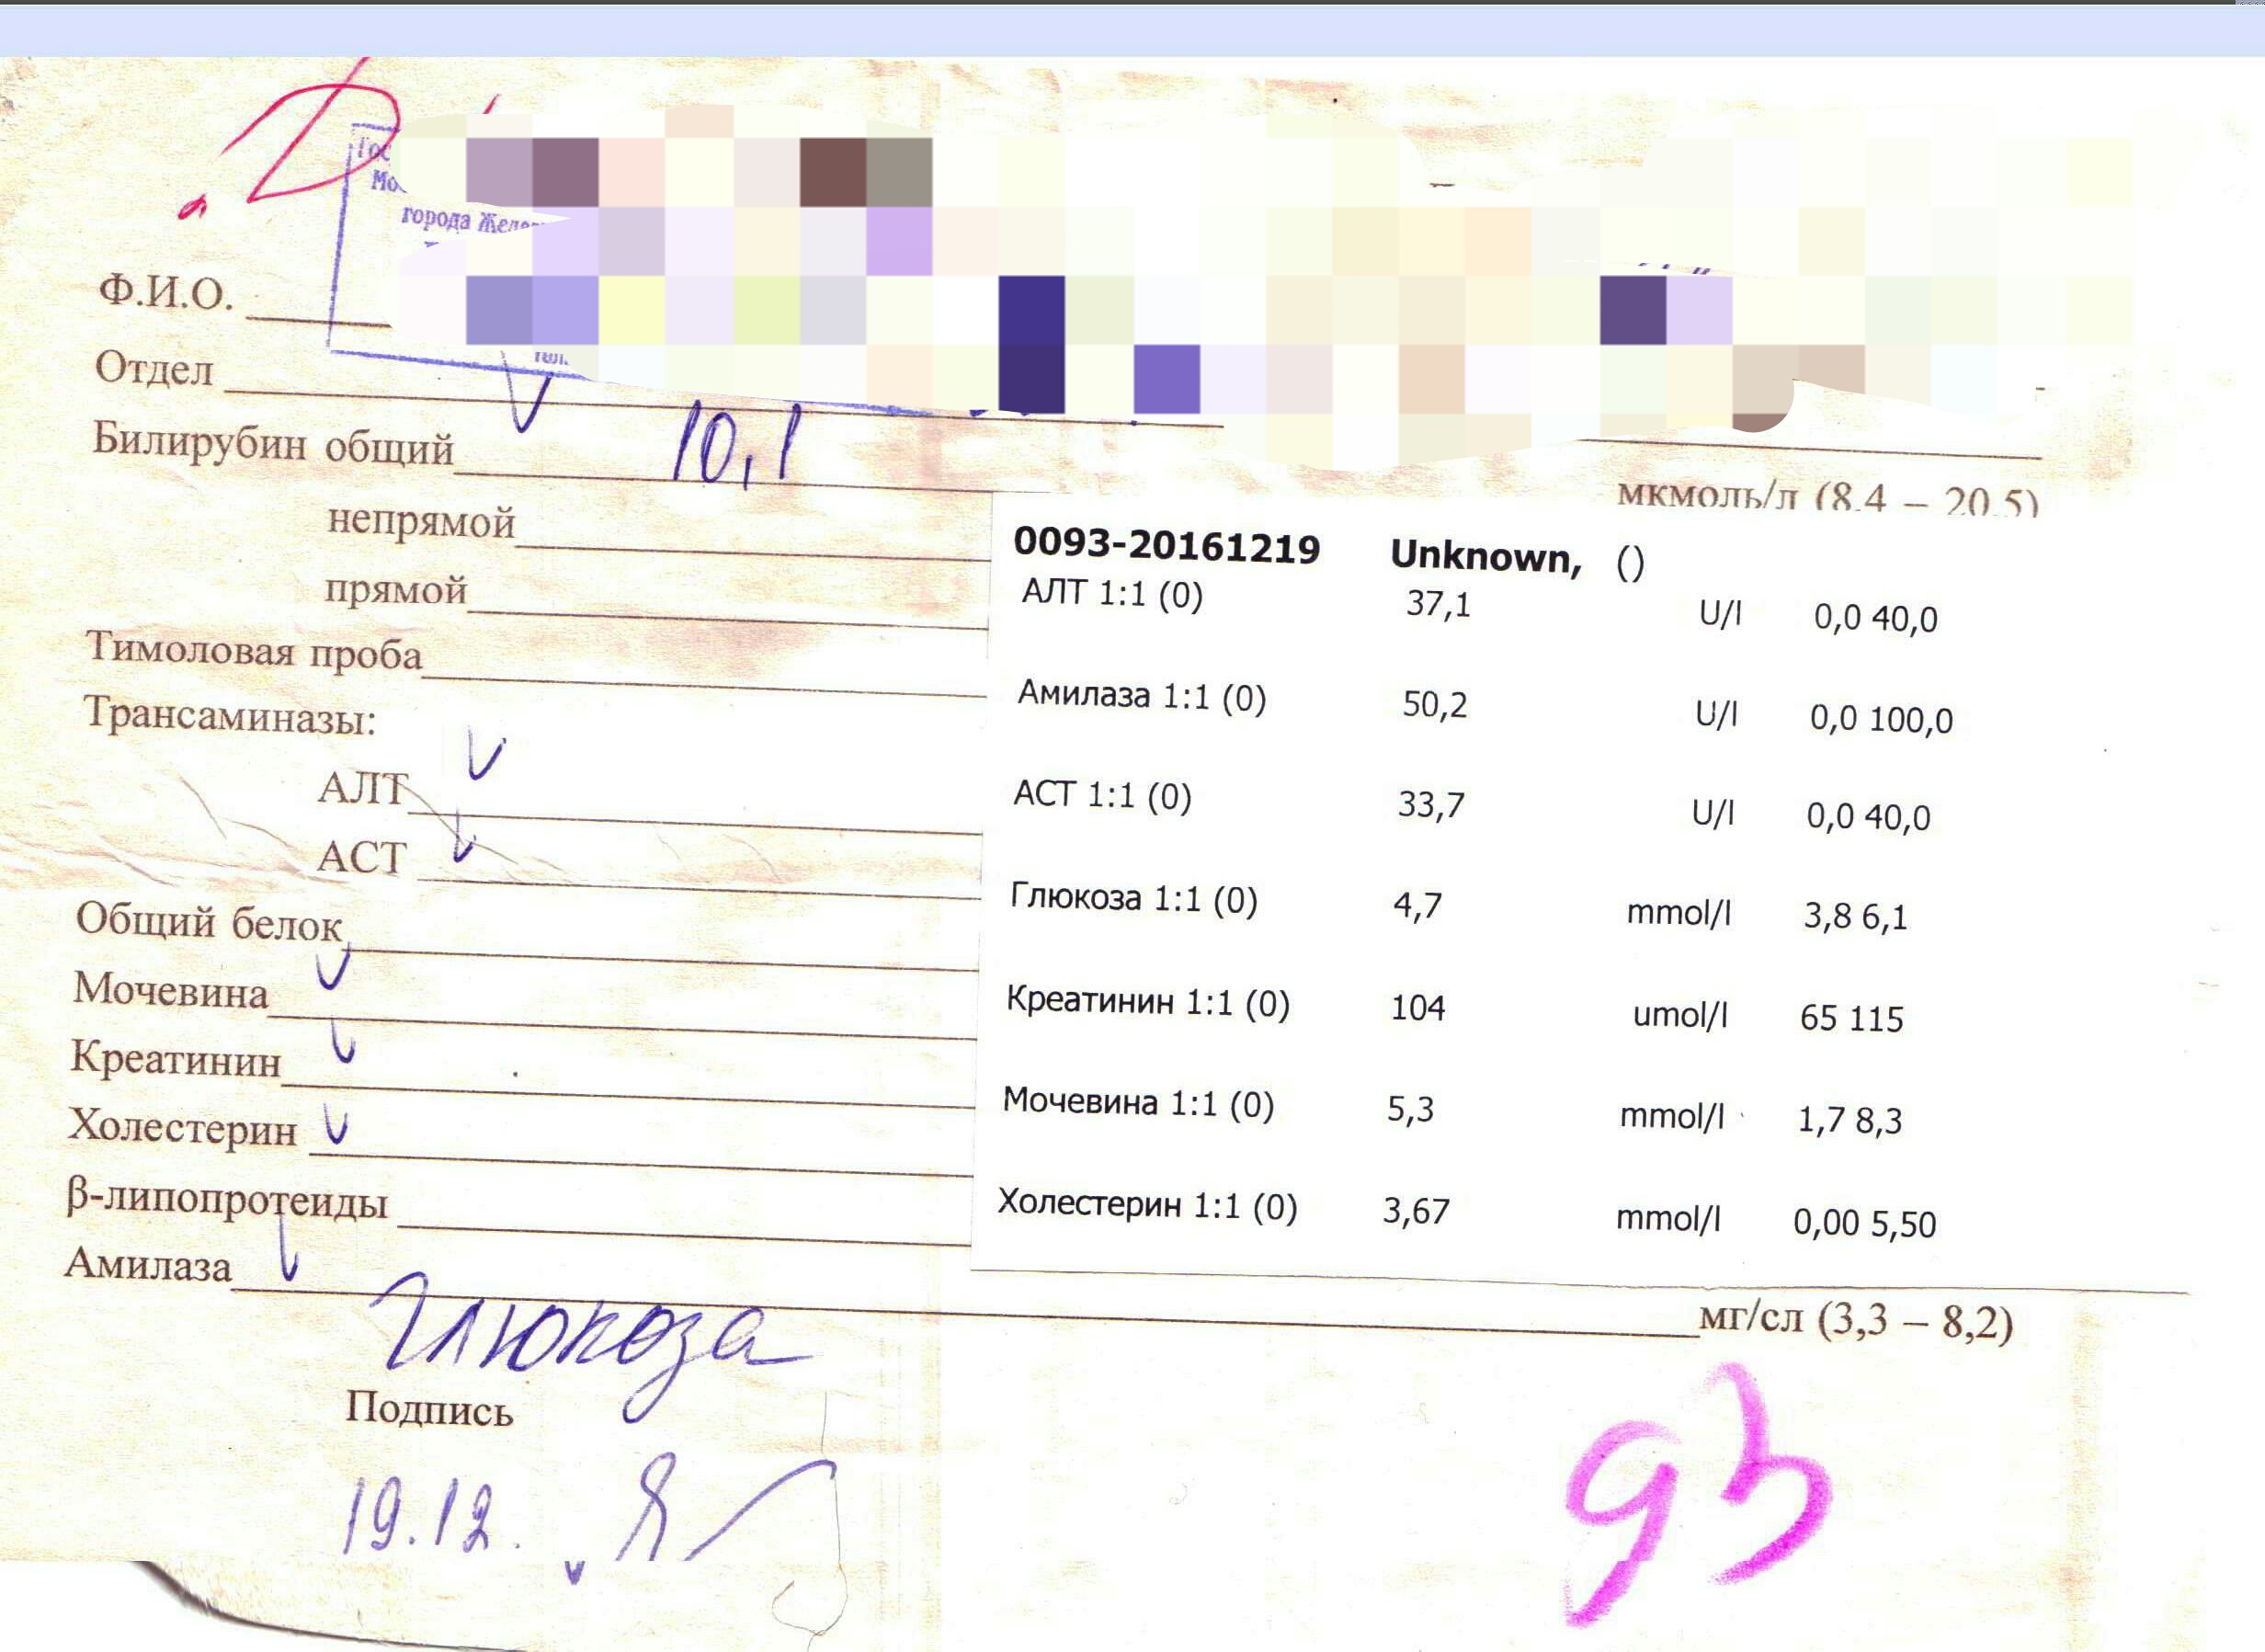 Гос
Мо
города Желез
тел.
Ф.И.О.
Отдел
Билирубин общий 10,1 мкмоль/л (8,4 – 20,5)
непрямой
прямой
Тимоловая проба
Трансаминазы:
АЛТ
АСТ
Общий белок
Мочевина
Креатинин
Холестерин
β-липопротеиды
Амилаза мг/сл (3,3 – 8,2)
0093-20161219 Unknown, ()
АЛТ 1:1 (0) 37,1 U/l 0,0 40,0
Амилаза 1:1 (0) 50,2 U/l 0,0 100,0
АСТ 1:1 (0) 33,7 U/l 0,0 40,0
Глюкоза 1:1 (0) 4,7 mmol/l 3,8 6,1
Креатинин 1:1 (0) 104 umol/l 65 115
Мочевина 1:1 (0) 5,3 mmol/l 1,7 8,3
Холестерин 1:1 (0) 3,67 mmol/l 0,00 5,50
Глюкоза
Подпись
19.12.
93